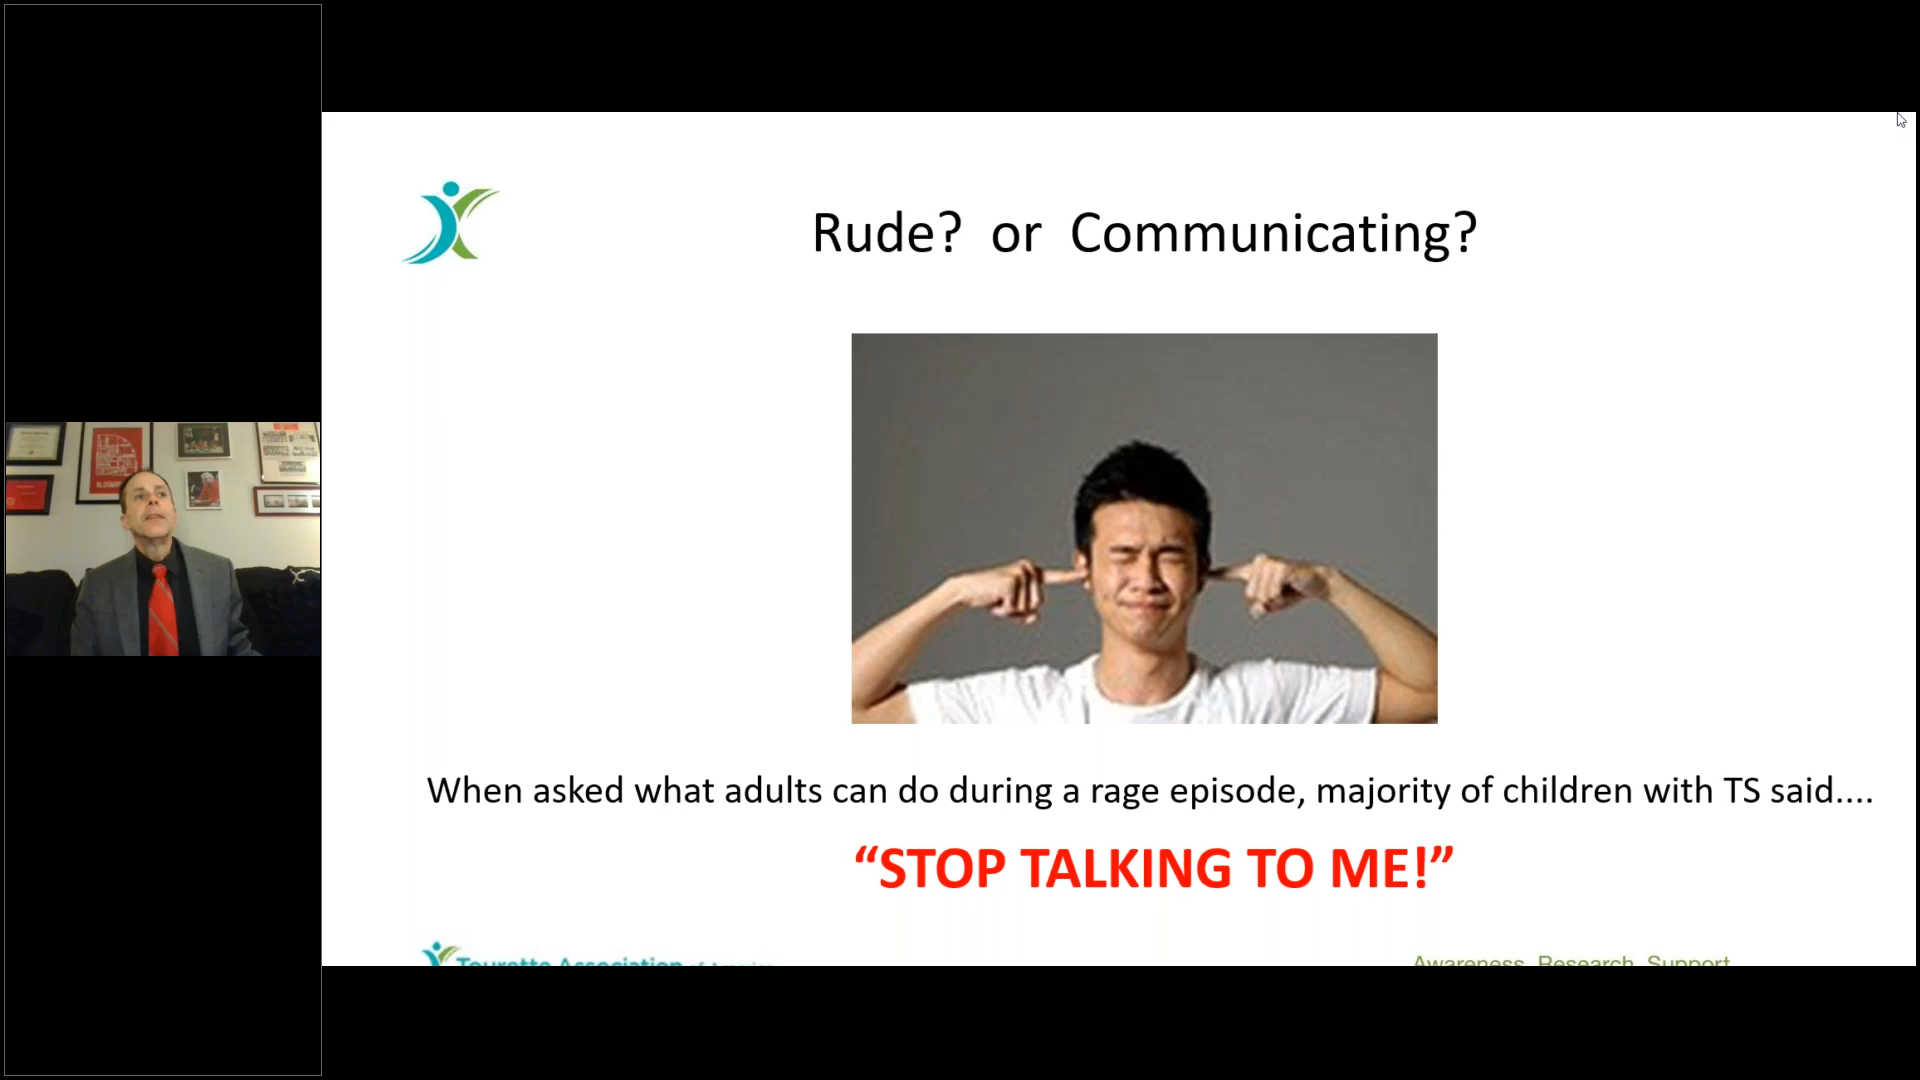 Rude? or Communicating?
When asked what adults can do during a rage episode, majority of children with TS said....
“STOP TALKING TO ME!”
Tourette Association of America
Awareness. Research. Support.